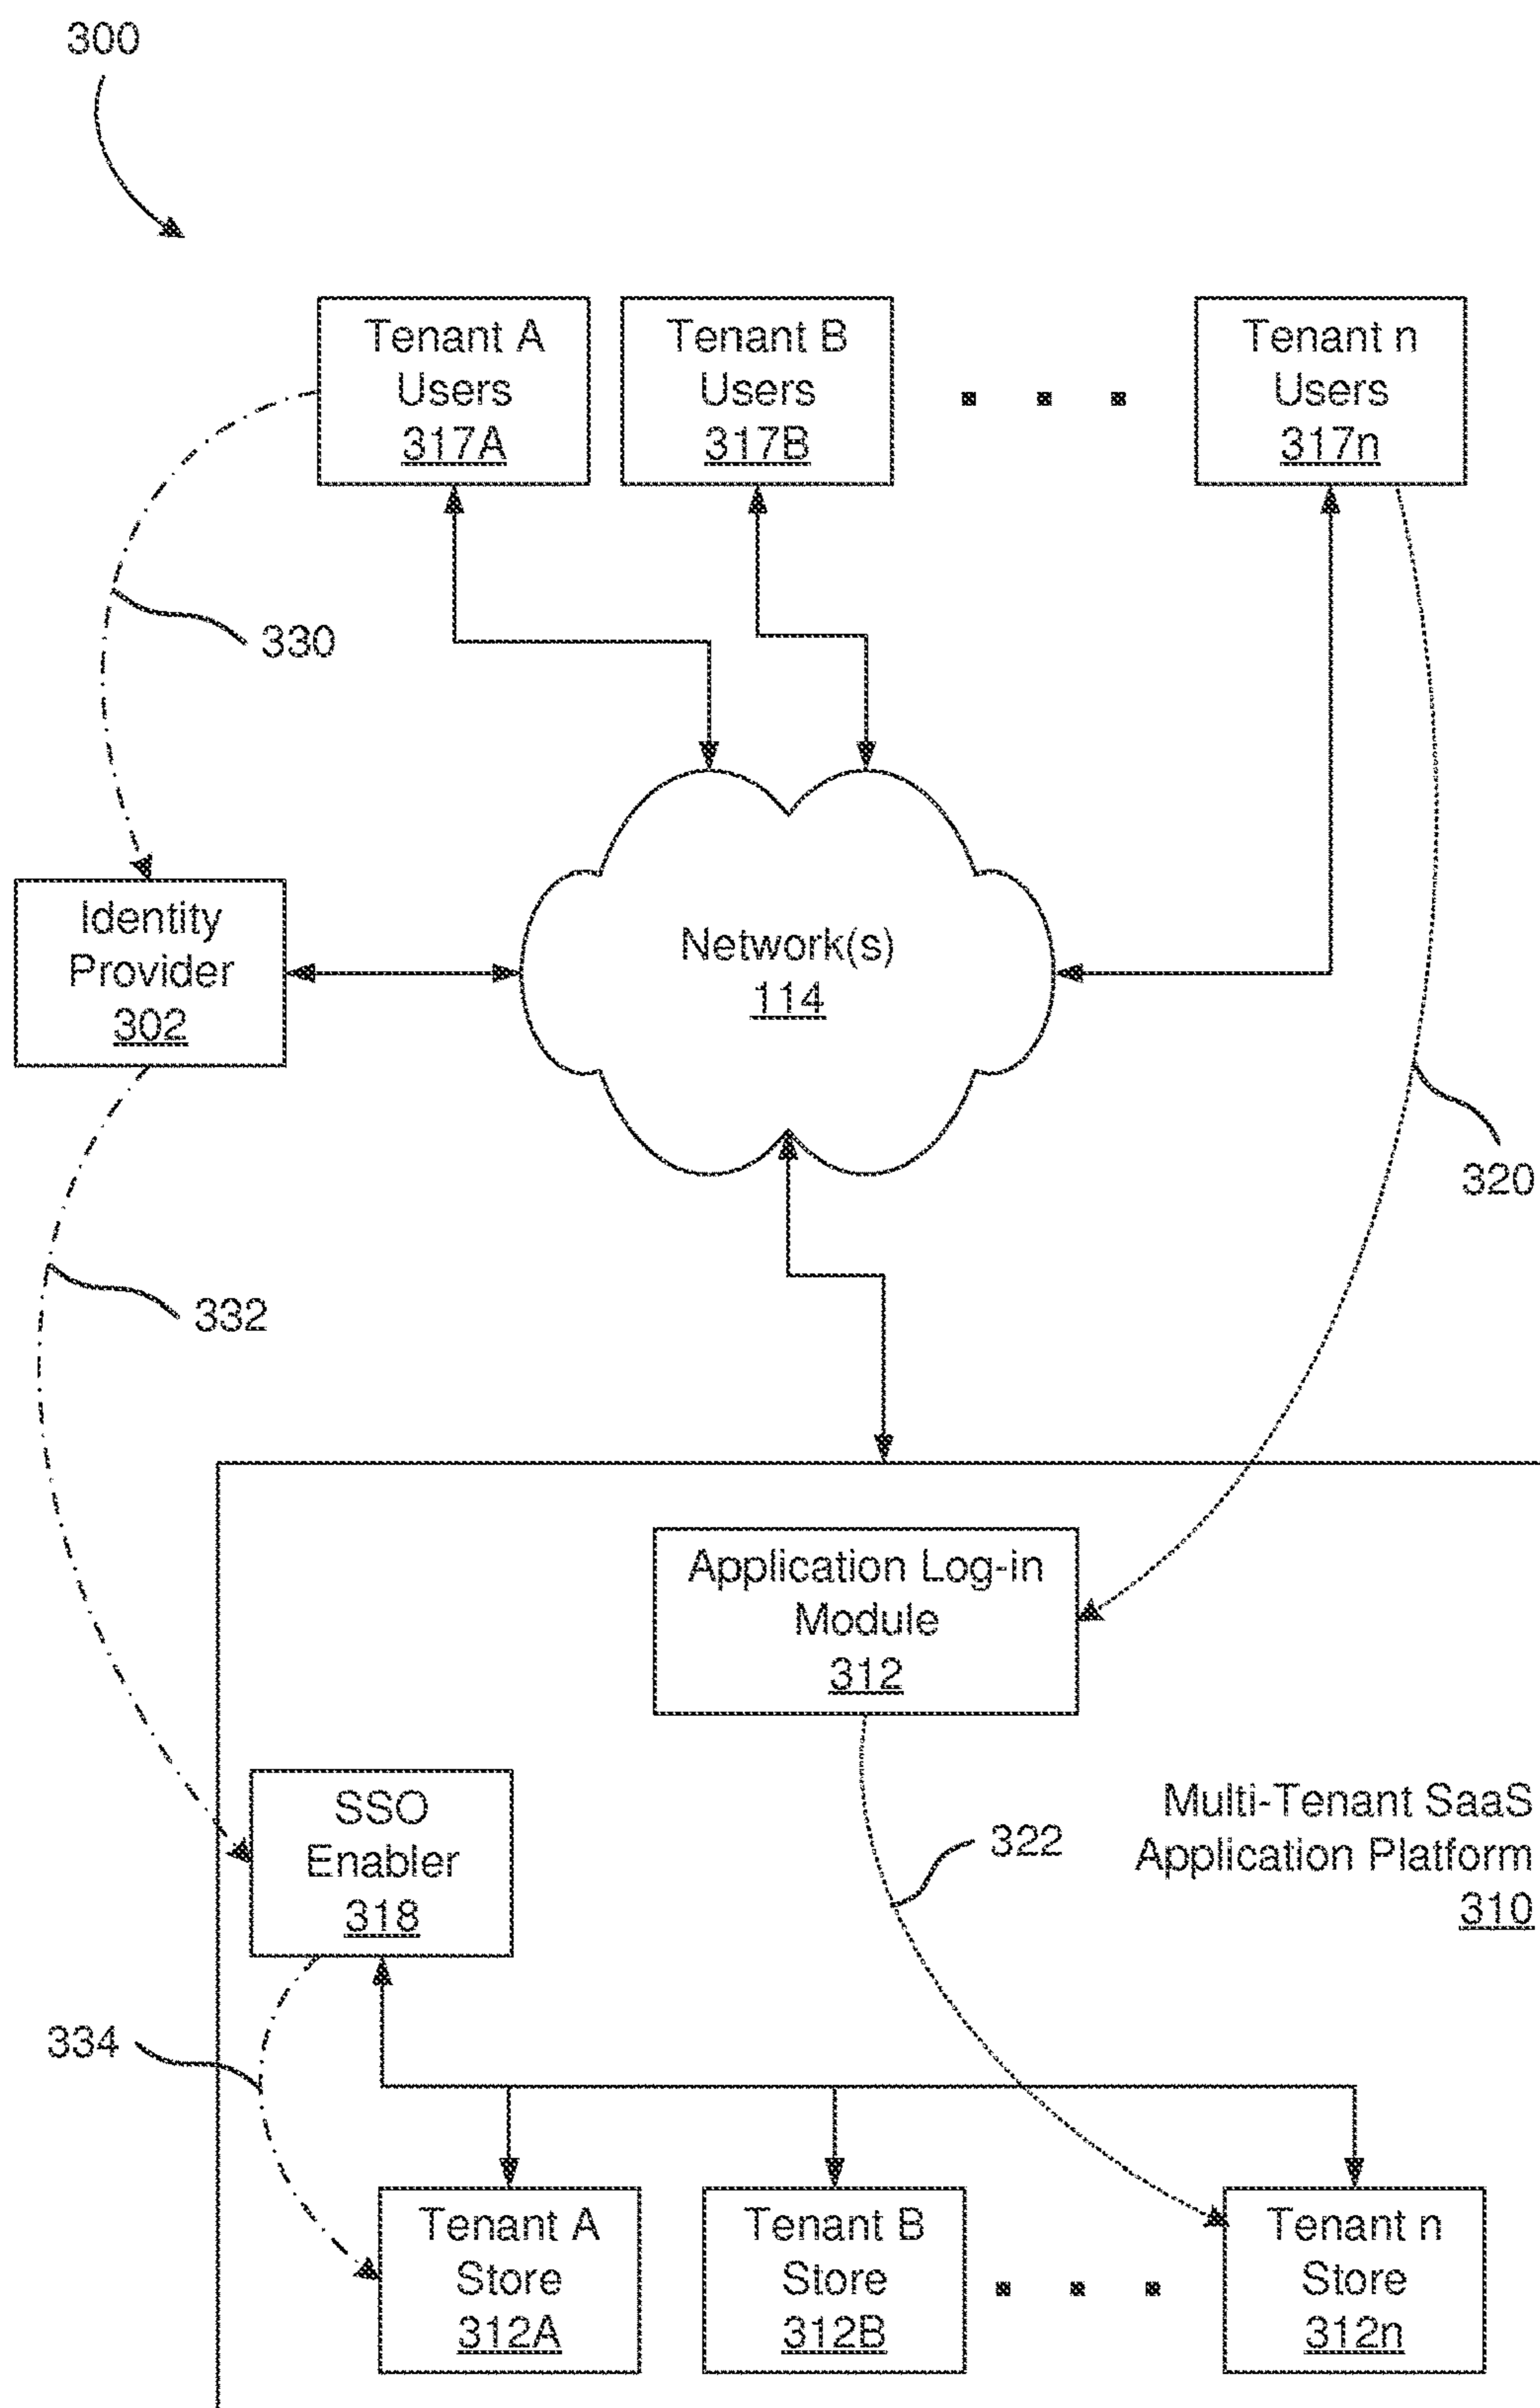 300
Tenant A
Users
317A
Tenant B
Users
317B
Tenant n
Users
317n
330
Identity
Provider
302
Network(s)
114
320
332
Application Log-in
Module
312
SSO
Enabler
318
322
Multi-Tenant SaaS
Application Platform
310
334
Tenant A
Store
312A
Tenant B
Store
312B
Tenant n
Store
312n